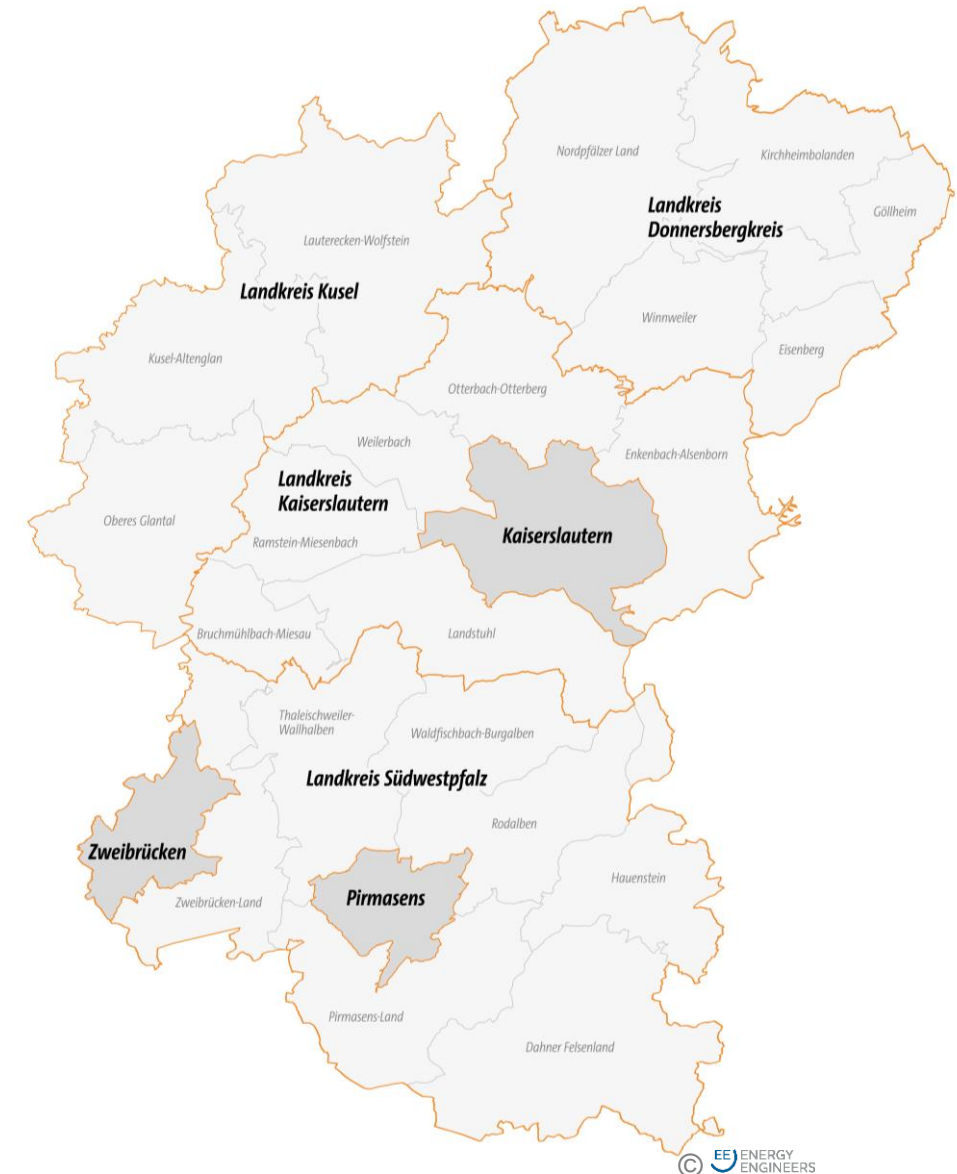 Nordpfälzer Land
Kirchheimbolanden
Landkreis
Donnersbergkreis
Göllheim
Lauterecken-Wolfstein
Landkreis Kusel
Winnweiler
Eisenberg
Kusel-Altenglan
Otterbach-Otterberg
Weilerbach
Enkenbach-Alsenborn
Landkreis
Kaiserslautern
Oberes Glantal
Kaiserslautern
Ramstein-Miesenbach
Bruchmühlbach-Miesau
Landstuhl
Thaleischweiler-
Wallhalben
Waldfischbach-Burgalben
Landkreis Südwestpfalz
Rodalben
Zweibrücken
Hauenstein
Pirmasens
Zweibrücken-Land
Pirmasens-Land
Dahner Felsenland
© EE ENERGY
ENGINEERS